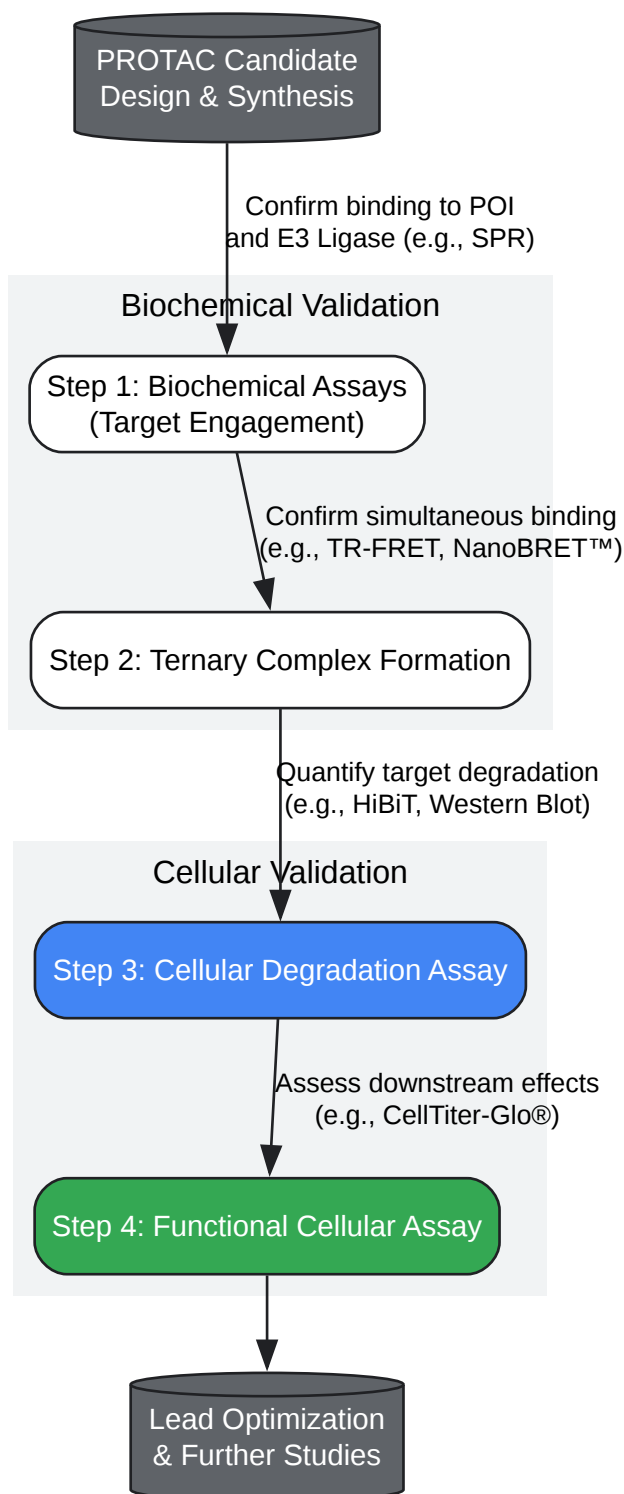 PROTAC Candidate
Design & Synthesis
Confirm binding to POI
and E3 Ligase (e.g., SPR)
Biochemical Validation
Step 1: Biochemical Assays
(Target Engagement)
Confirm simultaneous binding
(e.g., TR-FRET, NanoBRET™)
Step 2: Ternary Complex Formation
Quantify target degradation
(e.g., HiBiT, Western Blot)
Cellular Validation
Step 3: Cellular Degradation Assay
Assess downstream effects
(e.g., CellTiter-Glo®)
Step 4: Functional Cellular Assay
Lead Optimization
& Further Studies